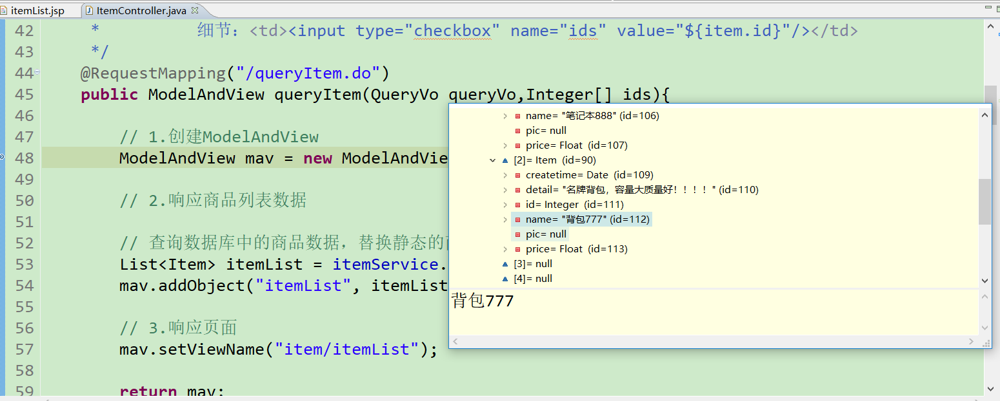 itemList.jsp
ItemController.java
42 * 细节：<td><input type="checkbox" name="ids" value="${item.id}"/></td>
43 */
44 @RequestMapping("/queryItem.do")
45 public ModelAndView queryItem(QueryVo queryVo,Integer[] ids){
46
47 // 1.创建ModelAndView
48 ModelAndView mav = new ModelAndVie
49
50 // 2.响应商品列表数据
51
52 // 查询数据库中的商品数据，替换静态的
53 List<Item> itemList = itemService.
54 mav.addObject("itemList", itemList
55
56 // 3.响应页面
57 mav.setViewName("item/itemList");
58
59 return mav;
name= "笔记本888" (id=106)
pic= null
price= Float (id=107)
[2]= Item (id=90)
createtime= Date (id=109)
detail= "名牌背包，容量大质量好！！！！" (id=110)
id= Integer (id=111)
name= "背包777" (id=112)
pic= null
price= Float (id=113)
[3]= null
[4]= null
背包777